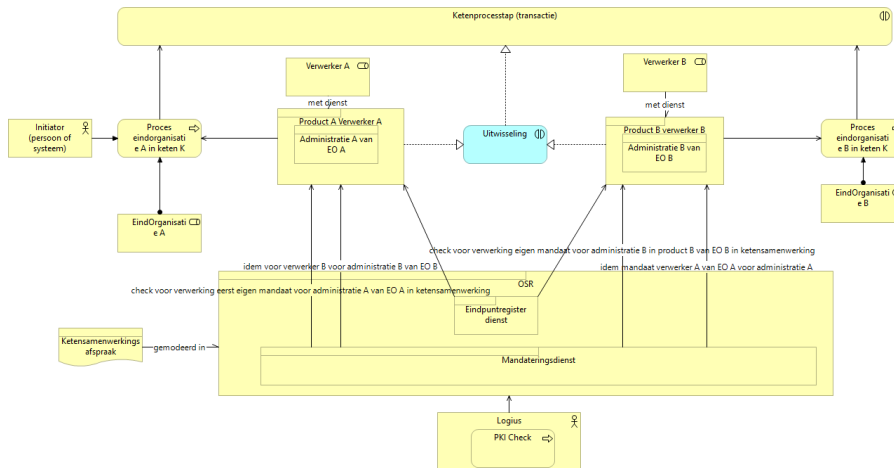 Ketenprocesstap (transactie)
Verwerker A
Verwerker B
met dienst
met dienst
Initiator
(persoon of
systeem)
Proces
eindorganisati
e A in keten K
Product A Verwerker A
Administratie A van
EO A
Uitwisseling
Product B verwerker B
Administratie B van
EO B
Proces
eindorganisati
e B in keten K
EindOrganisati
e A
EindOrganisati
e B
check voor verwerking eigen mandaat voor administratie B in product B van EO B in ketensamenwerking
idem voor verwerker B voor administratie B van EO B
idem mandaat verwerker A van EO A voor administratie A
OSR
check voor verwerking eerst eigen mandaat voor administratie A van EO A in ketensamenwerking
Eindpuntregister
dienst
Ketensamenwerkings
afspraak
gemodeerd in
Mandateringsdienst
Logius
PKI Check